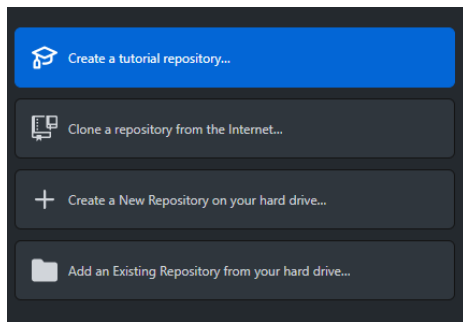 Create a tutorial repository...
Clone a repository from the Internet...
Create a New Repository on your hard drive...
Add an Existing Repository from your hard drive...